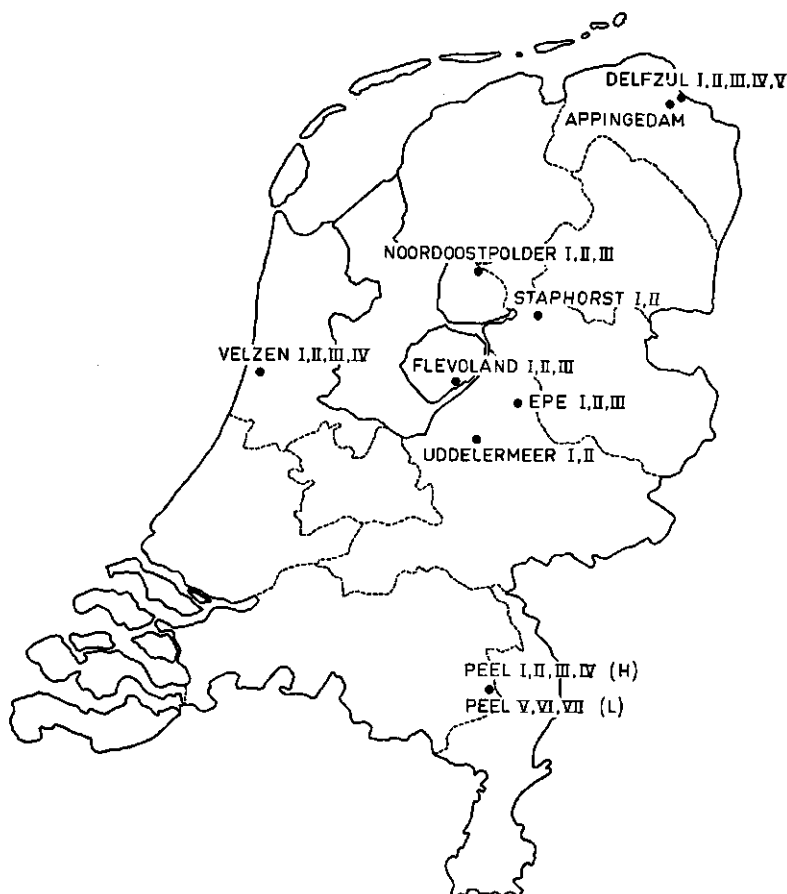 DELFZUL I,II,III,IV,V
APPINGEDAM
NOORDOOSTPOLDER I,II,III
STAPHORST I,II
VELZEN I,II,III,IV
FLEVOLAND I,II,III
EPE I,II,III
UDDELERMEER I,II
PEEL I,II,III,IV (H)
PEEL V,VI,VII (L)